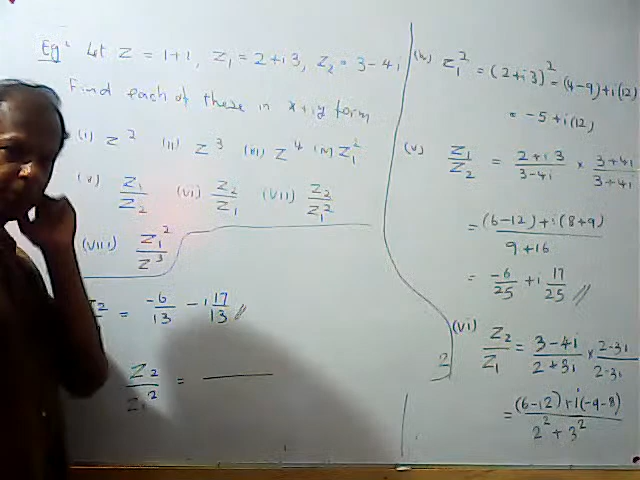 Eg: Let Z = 1+i, Z₁ = 2+i3, Z₂ = 3-4i
Find each of these in x+iy form
(i) Z² (ii) Z³ (iii) Z⁴ (iv) Z₁²
(v) Z₁/Z₂ (vi) Z₂/Z₁ (vii) Z₂/Z₁²
(viii) Z₁²/Z³
= -6/13 - i 17/13 //
Z₂/Z₁² = ———
(iv) Z₁² = (2+i3)² = (4-9)+i(12)
= -5+i(12)
(v) Z₁/Z₂ = (2+i3)/(3-4i) × (3+4i)/(3+4i)
= ((6-12)+i(8+9))/(9+16)
= -6/25 + i 17/25 //
(vi) Z₂/Z₁ = (3-4i)/(2+3i) × (2-3i)/(2-3i)
= ((6-12)+i(-9-8))/(2²+3²)